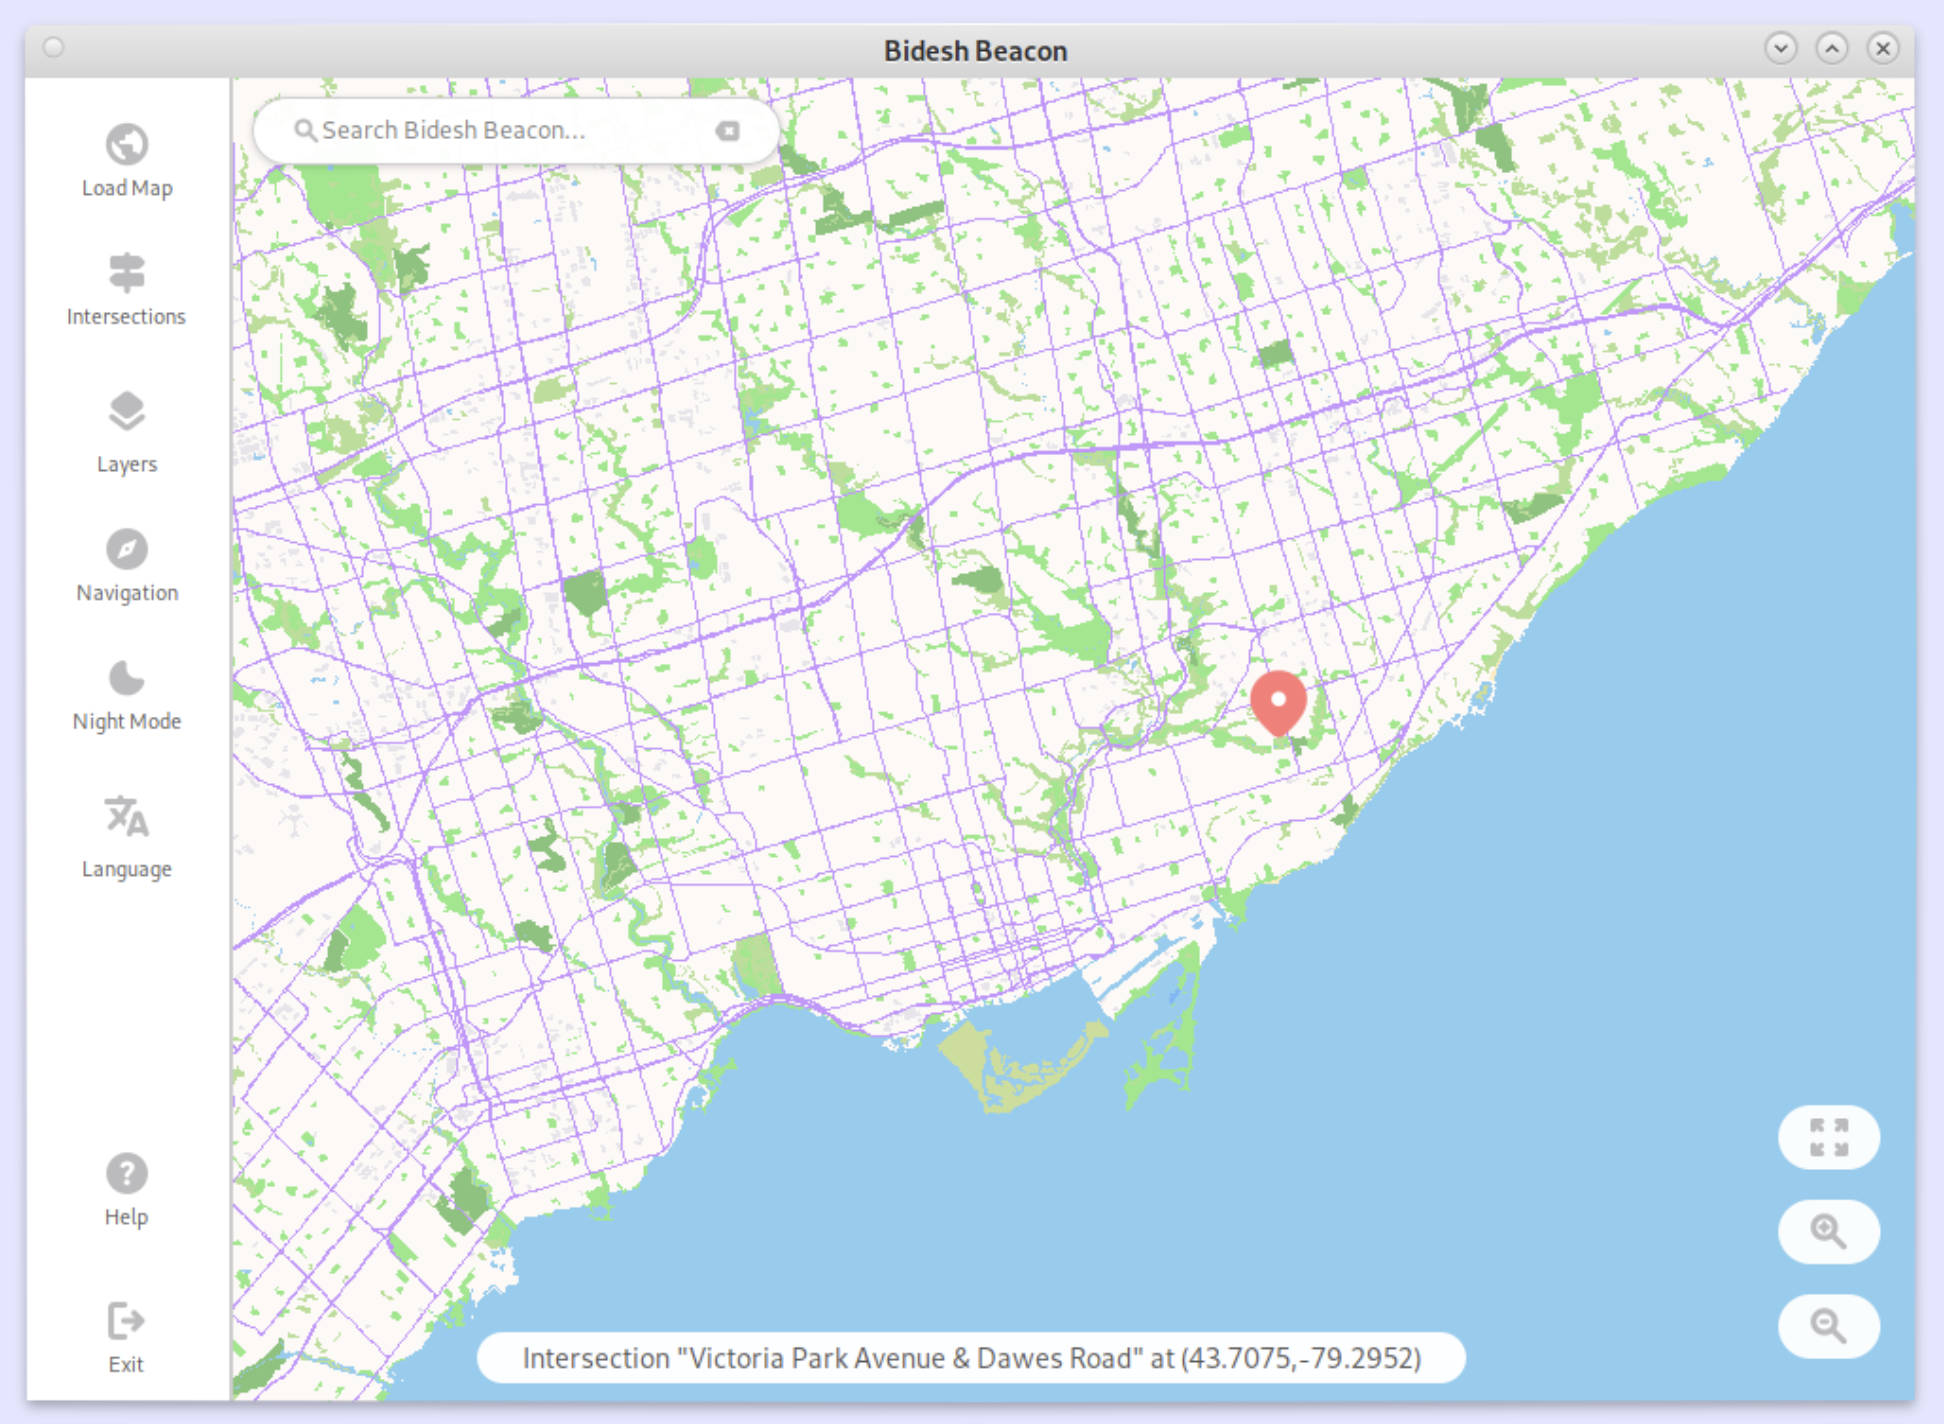 Bidesh Beacon
Search Bidesh Beacon...
Load Map
Intersections
Layers
Navigation
Night Mode
Language
Help
Exit
Intersection "Victoria Park Avenue & Dawes Road" at (43.7075,-79.2952)